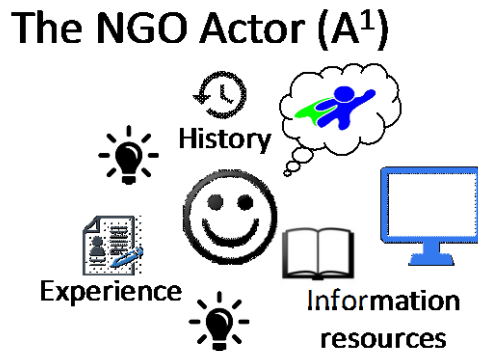 The NGO Actor (A¹)
History
Experience
Information
resources